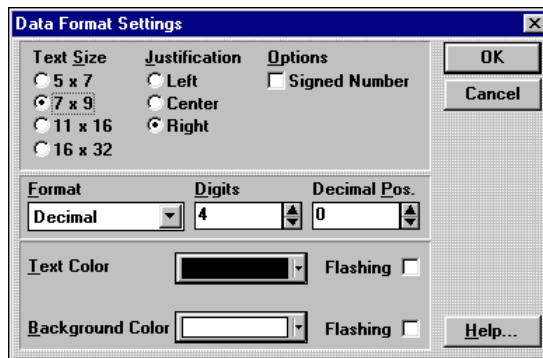 Data Format Settings
Text Size Justification Options OK
5 x 7 Left Signed Number
7 x 9 Center Cancel
11 x 16 Right
16 x 32
Format Digits Decimal Pos.
Decimal 4 0
Text Color Flashing
Background Color Flashing Help...